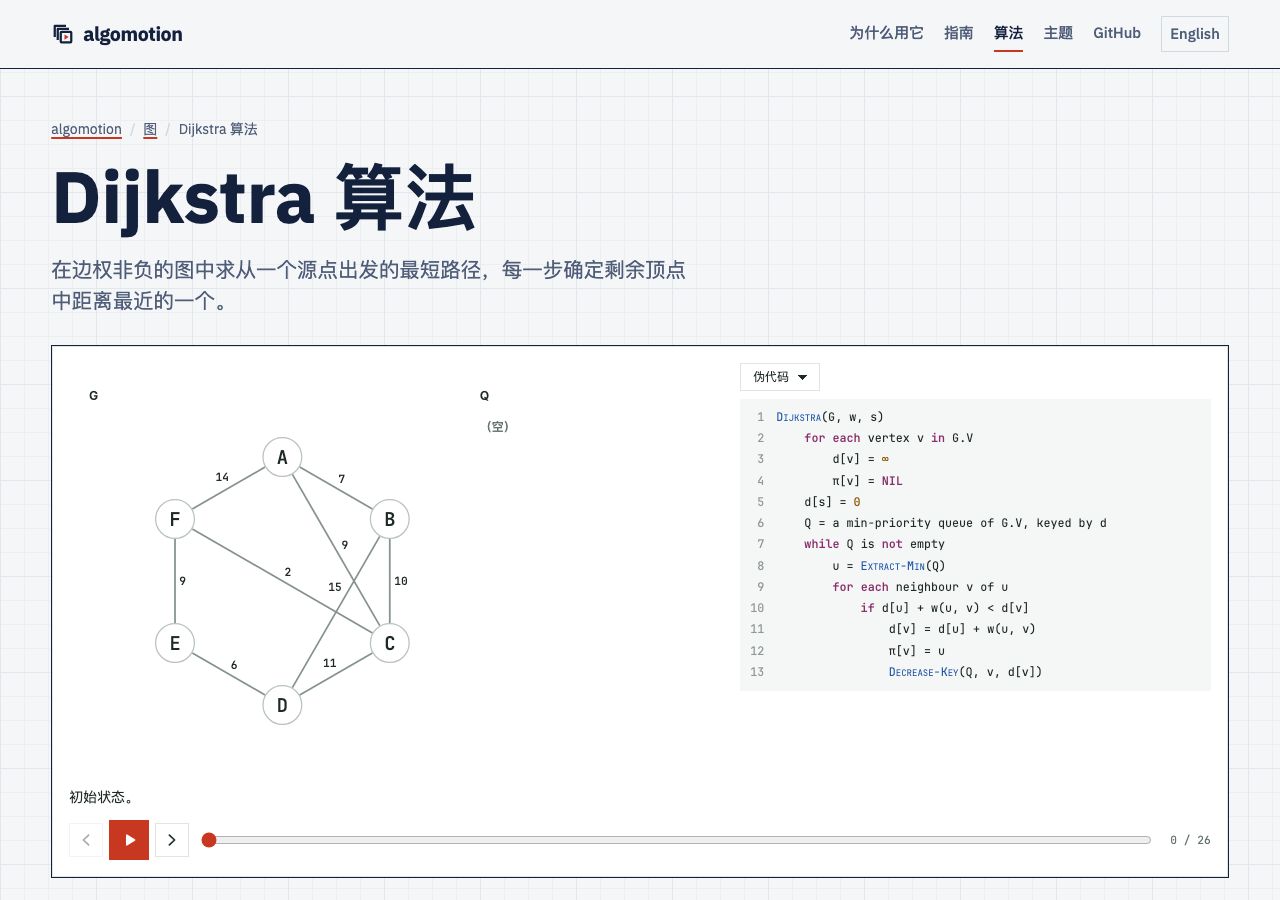 algomotion
为什么用它 指南 算法 主题 GitHub English
algomotion / 图 / Dijkstra 算法
Dijkstra 算法
在边权非负的图中求从一个源点出发的最短路径，每一步确定剩余顶点
中距离最近的一个。
G
Q
(空)
A
14
7
F
B
9
9
2
15
10
E
C
6
11
D
伪代码
1 Dijkstra(G, w, s)
2 for each vertex v in G.V
3 d[v] = ∞
4 π[v] = NIL
5 d[s] = 0
6 Q = a min-priority queue of G.V, keyed by d
7 while Q is not empty
8 u = Extract-Min(Q)
9 for each neighbour v of u
10 if d[u] + w(u, v) < d[v]
11 d[v] = d[u] + w(u, v)
12 π[v] = u
13 Decrease-Key(Q, v, d[v])
初始状态。
0 / 26